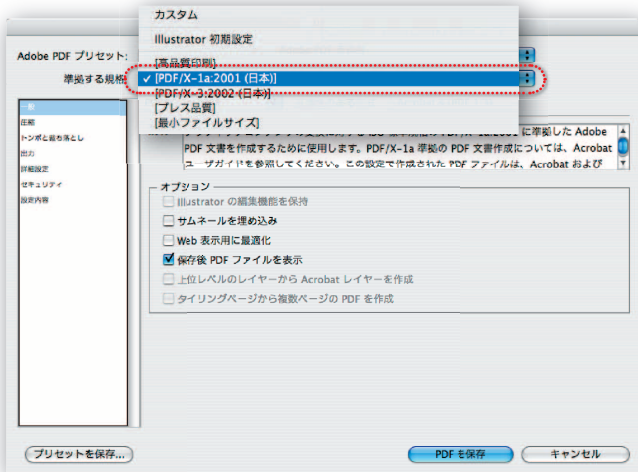 カスタム
Illustrator 初期設定
Adobe PDF プリセット:
[高品質印刷]
準拠する規格:
✓ [PDF/X-1a:2001 (日本)]
[PDF/X-3:2002 (日本)]
[プレス品質]
[最小ファイルサイズ]
一般
圧縮
トンボと裁ち落とし
出力
詳細設定
セキュリティ
設定内容
に準拠した Adobe
PDF 文書を作成するために使用します。PDF/X-1a 準拠の PDF 文書作成については、Acrobat
ユーザガイドを参照してください。この設定で作成された PDF ファイルは、Acrobat および
オプション
Illustrator の編集機能を保持
サムネールを埋め込み
Web 表示用に最適化
保存後 PDF ファイルを表示
上位レベルのレイヤーから Acrobat レイヤーを作成
タイリングページから複数ページの PDF を作成
プリセットを保存...
PDF を保存
キャンセル